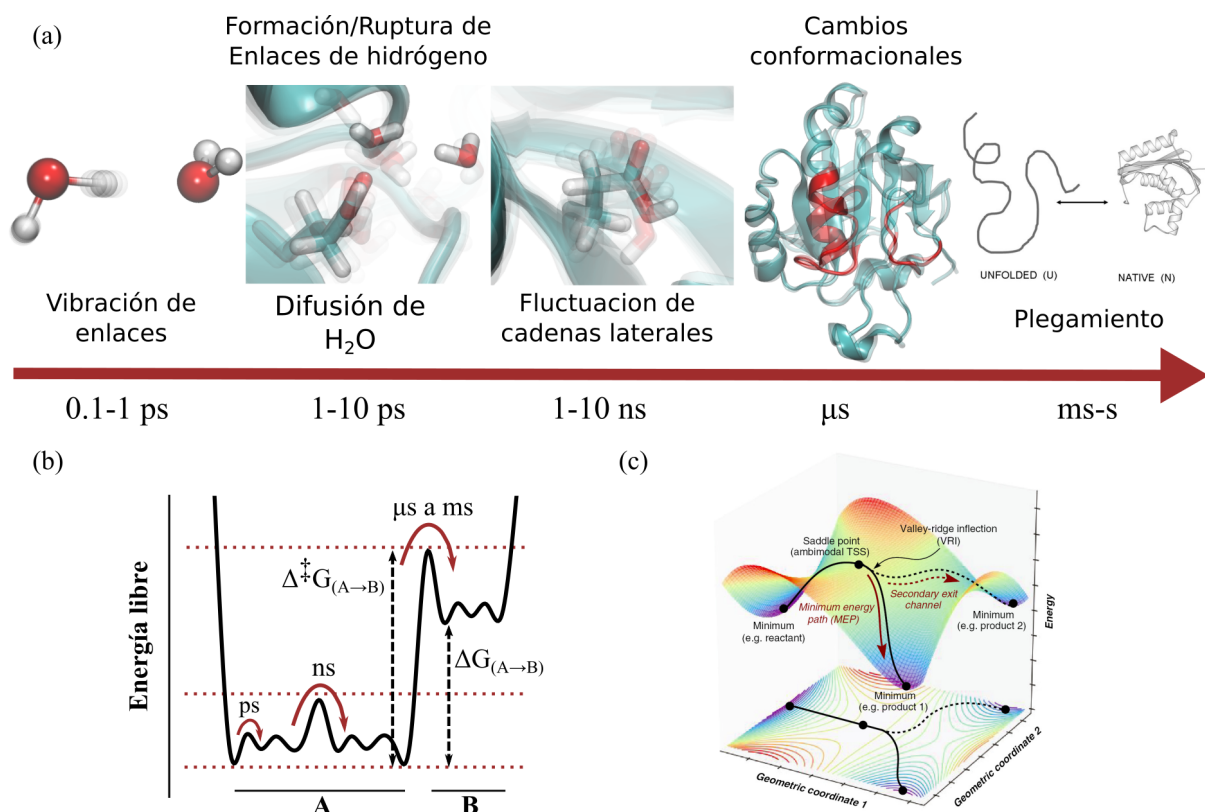 (a)
Formación/Ruptura de
Enlaces de hidrógeno
Cambios
conformacionales
UNFOLDED (U)
NATIVE (N)
Vibración de
enlaces
Difusión de
H₂O
Fluctuacion de
cadenas laterales
Plegamiento
0.1-1 ps
1-10 ps
1-10 ns
μs
ms-s
(b)
Energía libre
ps
ns
μs a ms
Δ‡G(A→B)
ΔG(A→B)
A
B
(c)
Valley-ridge inflection
(VRI)
Saddle point
(ambimodal TSS)
Secondary exit
channel
Minimum energy
path (MEP)
Minimum
(e.g. reactant)
Minimum
(e.g. product 2)
Minimum
(e.g. product 1)
Energy
Geometric coordinate 1
Geometric coordinate 2